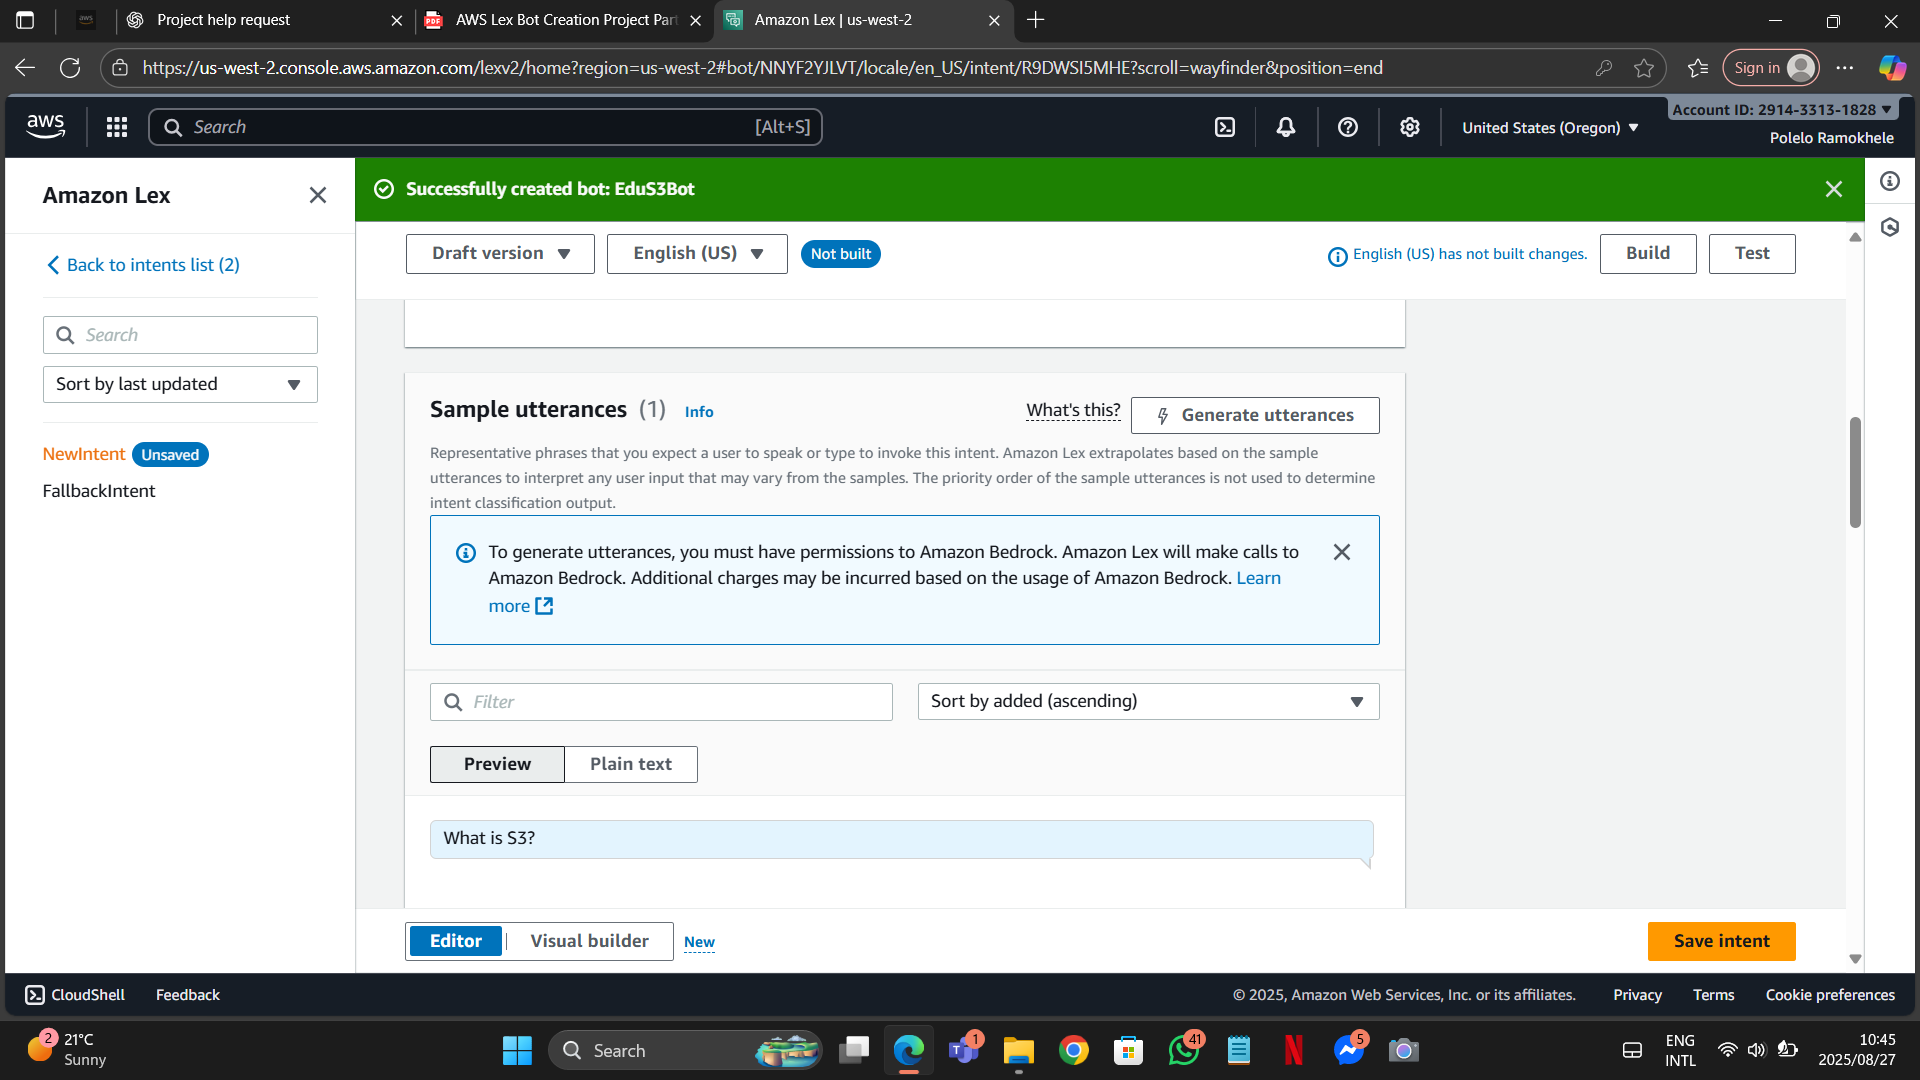 Project help request
AWS Lex Bot Creation Project Part
Amazon Lex | us-west-2
https://us-west-2.console.aws.amazon.com/lexv2/home?region=us-west-2#bot/NNYF2YJLVT/locale/en_US/intent/R9DWSI5MHE?scroll=wayfinder&position=end
Sign in
aws
Search
[Alt+S]
United States (Oregon)
Account ID: 2914-3313-1828
Polelo Ramokhele
Amazon Lex
Back to intents list (2)
Search
Sort by last updated
NewIntent Unsaved
FallbackIntent
Successfully created bot: EduS3Bot
Draft version
English (US)
Not built
English (US) has not built changes.
Build
Test
Sample utterances (1) Info
What's this?
Generate utterances
Representative phrases that you expect a user to speak or type to invoke this intent. Amazon Lex extrapolates based on the sample
utterances to interpret any user input that may vary from the samples. The priority order of the sample utterances is not used to determine
intent classification output.
To generate utterances, you must have permissions to Amazon Bedrock. Amazon Lex will make calls to
Amazon Bedrock. Additional charges may be incurred based on the usage of Amazon Bedrock. Learn
more
Filter
Sort by added (ascending)
Preview
Plain text
What is S3?
Editor
Visual builder
New
Save intent
CloudShell
Feedback
© 2025, Amazon Web Services, Inc. or its affiliates.
Privacy
Terms
Cookie preferences
2
21°C
Sunny
Search
1
41
5
ENG
INTL
10:45
2025/08/27